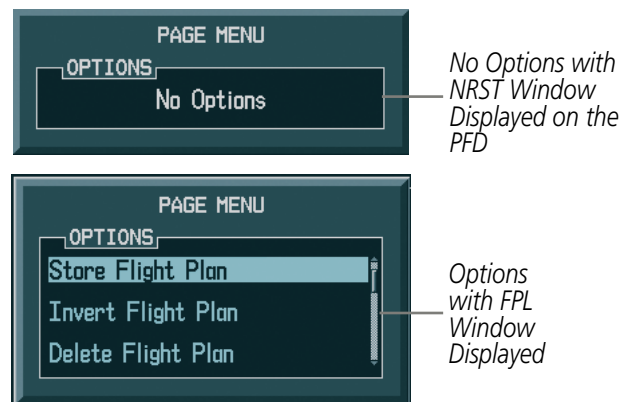 PAGE MENU
OPTIONS
No Options
No Options with
NRST Window
Displayed on the
PFD
PAGE MENU
OPTIONS
Store Flight Plan
Invert Flight Plan
Delete Flight Plan
Options
with FPL
Window
Displayed